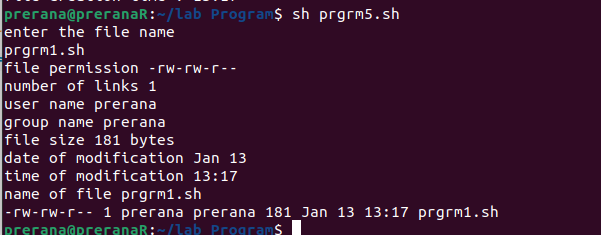 prerana@preranaR:~/lab Program$ sh prgrm5.sh
enter the file name
prgrm1.sh
file permission -rw-rw-r--
number of links 1
user name prerana
group name prerana
file size 181 bytes
date of modification Jan 13
time of modification 13:17
name of file prgrm1.sh
-rw-rw-r-- 1 prerana prerana 181 Jan 13 13:17 prgrm1.sh
prerana@preranaR:~/lab Program$